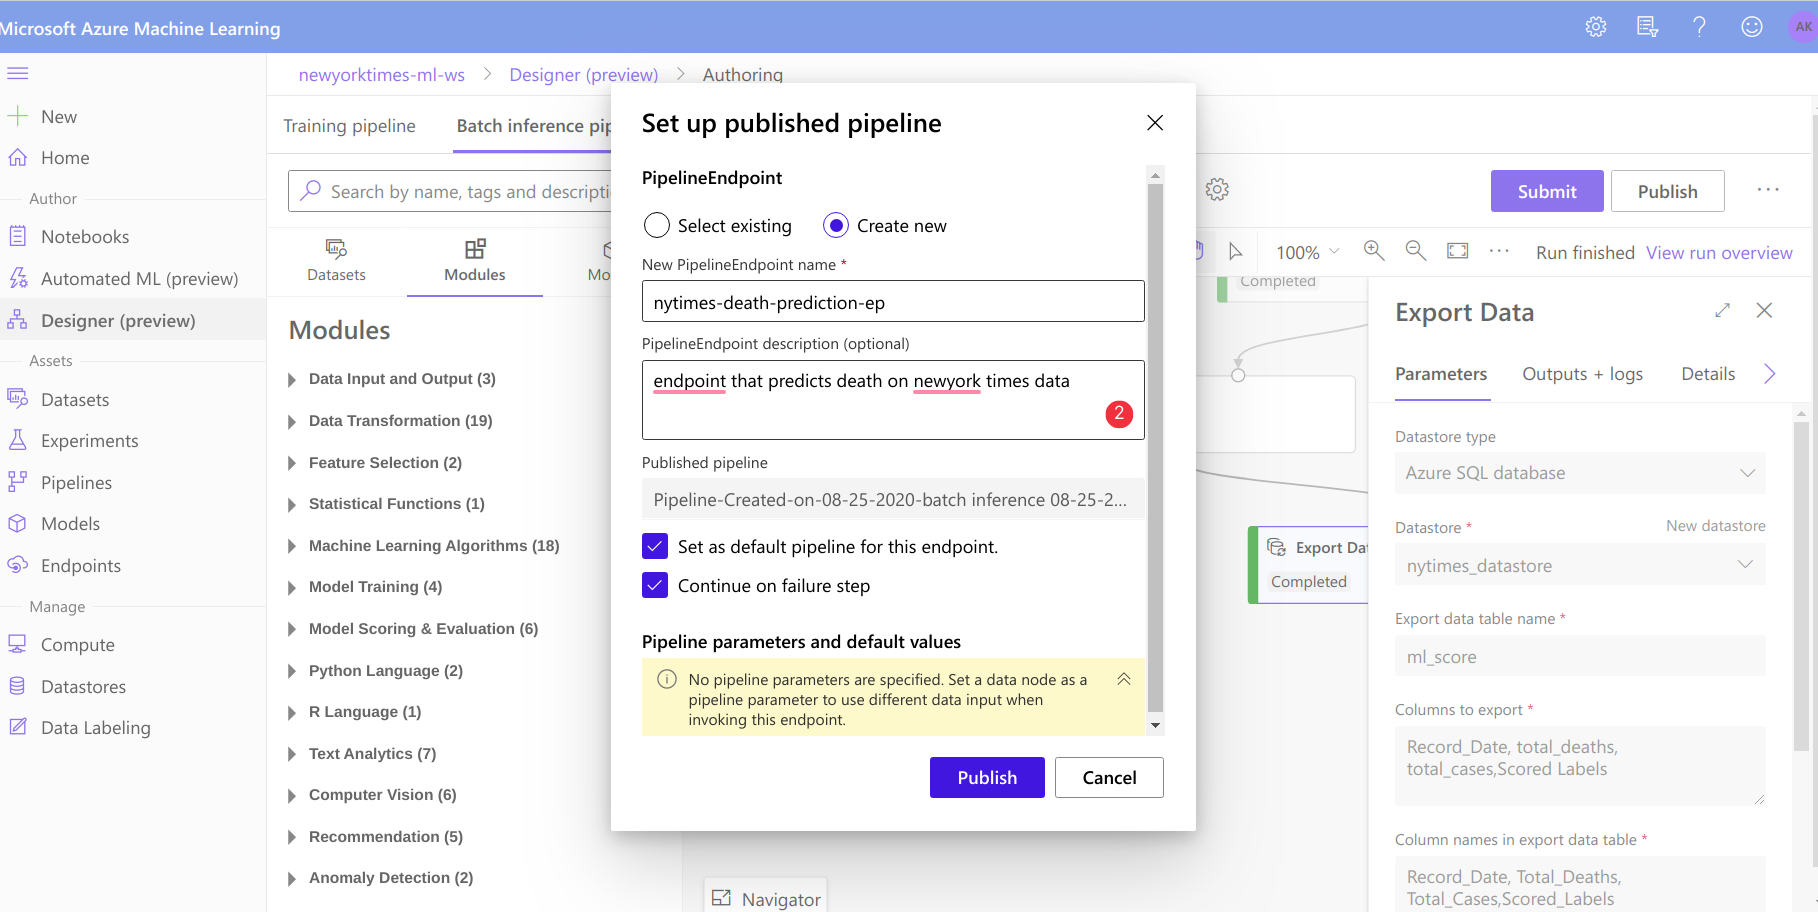 Microsoft Azure Machine Learning
AK
New
Home
Author
Notebooks
Automated ML (preview)
Designer (preview)
Assets
Datasets
Experiments
Pipelines
Models
Endpoints
Manage
Compute
Datastores
Data Labeling
newyorktimes-ml-ws > Designer (preview) > Authoring
Training pipeline
Batch inference pip
Search by name, tags and descripti
Datasets
Modules
Mo
Modules
Data Input and Output (3)
Data Transformation (19)
Feature Selection (2)
Statistical Functions (1)
Machine Learning Algorithms (18)
Model Training (4)
Model Scoring & Evaluation (6)
Python Language (2)
R Language (1)
Text Analytics (7)
Computer Vision (6)
Recommendation (5)
Anomaly Detection (2)
Set up published pipeline
PipelineEndpoint
Select existing
Create new
New PipelineEndpoint name *
nytimes-death-prediction-ep
PipelineEndpoint description (optional)
endpoint that predicts death on newyork times data
2
Published pipeline
Pipeline-Created-on-08-25-2020-batch inference 08-25-2...
Set as default pipeline for this endpoint.
Continue on failure step
Pipeline parameters and default values
No pipeline parameters are specified. Set a data node as a
pipeline parameter to use different data input when
invoking this endpoint.
Publish
Cancel
Submit
Publish
100%
Run finished
View run overview
Completed
Export Dat
Completed
Navigator
Export Data
Parameters
Outputs + logs
Details
Datastore type
Azure SQL database
Datastore *
New datastore
nytimes_datastore
Export data table name *
ml_score
Columns to export *
Record_Date, total_deaths,
total_cases,Scored Labels
Column names in export data table *
Record_Date, Total_Deaths,
Total_Cases,Scored_Labels